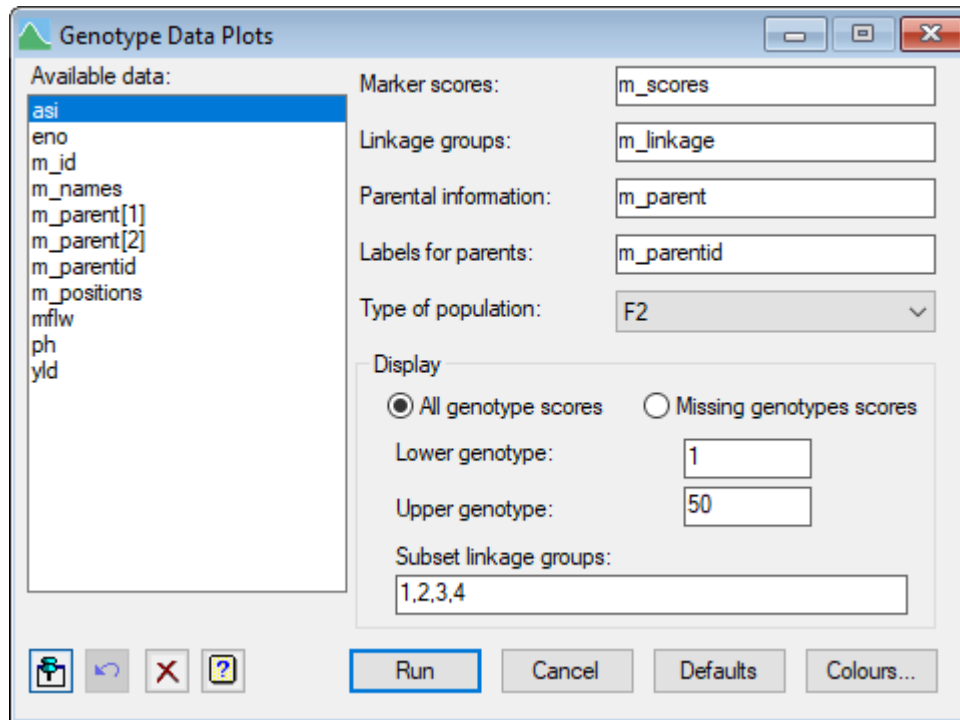 Genotype Data Plots
Available data:
asi
eno
m_id
m_names
m_parent[1]
m_parent[2]
m_parentid
m_positions
mflw
ph
yld
Marker scores: m_scores
Linkage groups: m_linkage
Parental information: m_parent
Labels for parents: m_parentid
Type of population: F2
Display
All genotype scores Missing genotypes scores
Lower genotype: 1
Upper genotype: 50
Subset linkage groups:
1,2,3,4
Run Cancel Defaults Colours...